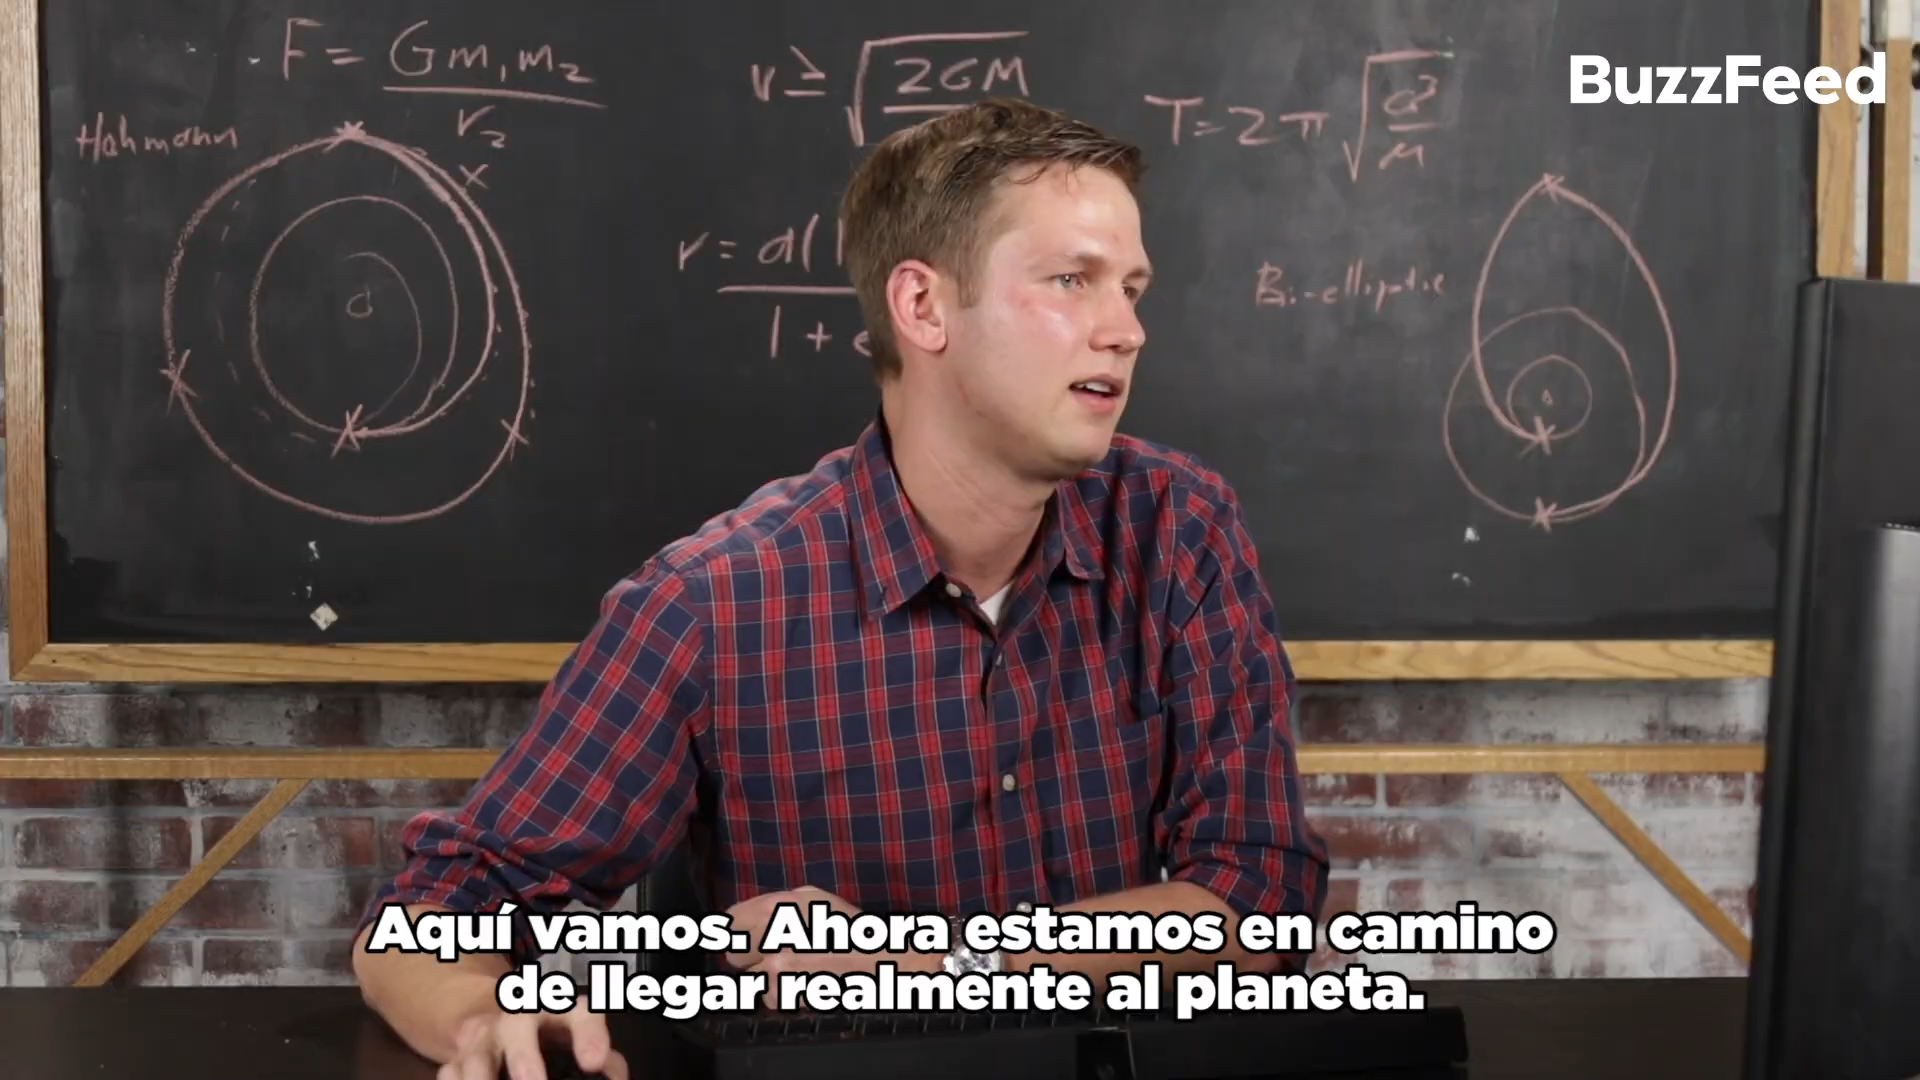 BuzzFeed
F = Gm₁m₂
r₂
v ≥ √2GM
T = 2π √a³
μ
Hohmann
x
r = a(1
1 + e
Bi-elliptic
Aquí vamos. Ahora estamos en camino
de llegar realmente al planeta.